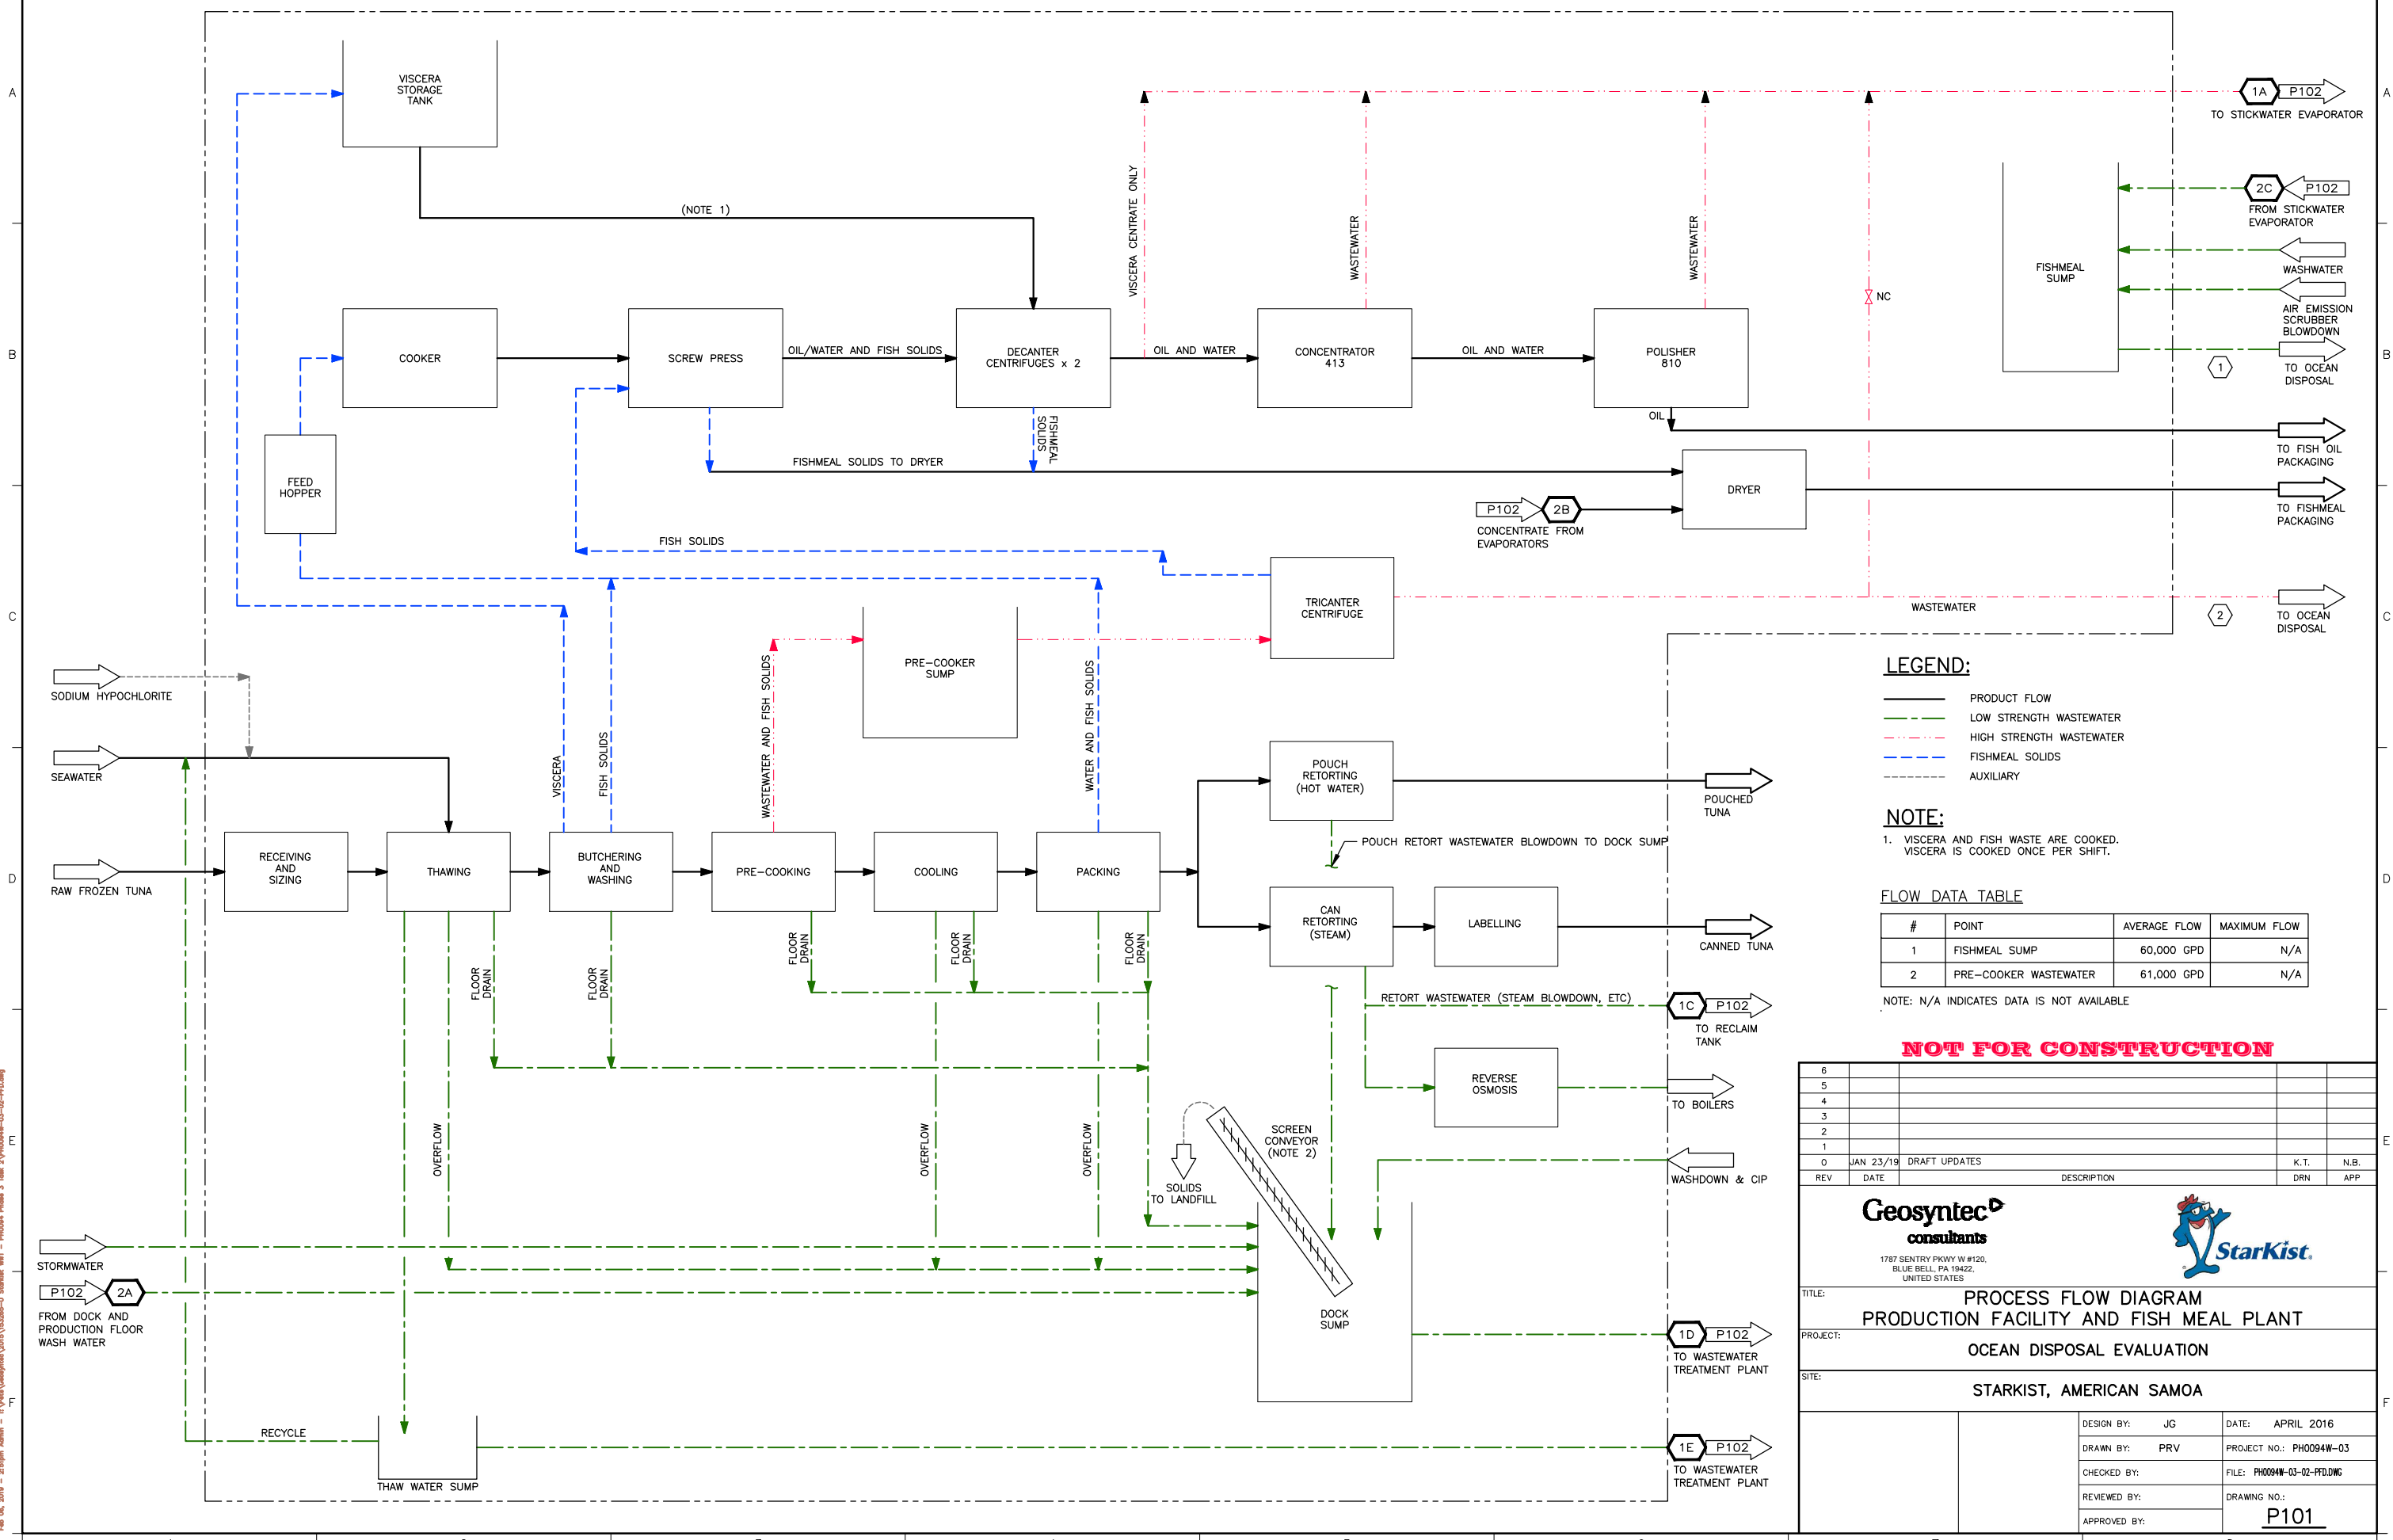 A
VISCERA
STORAGE
TANK
1A P102
TO STICKWATER EVAPORATOR
A
VISCERA CENTRATE ONLY
WASTEWATER
WASTEWATER
(NOTE 1)
2C P102
FROM STICKWATER
EVAPORATOR
WASHWATER
AIR EMISSION
SCRUBBER
BLOWDOWN
FISHMEAL
SUMP
NC
1
TO OCEAN
DISPOSAL
B
COOKER
SCREW PRESS
OIL/WATER AND FISH SOLIDS
DECANTER
CENTRIFUGES x 2
OIL AND WATER
CONCENTRATOR
413
OIL AND WATER
POLISHER
810
B
OIL
TO FISH OIL
PACKAGING
FISHMEAL
SOLIDS
FISHMEAL SOLIDS TO DRYER
FEED
HOPPER
DRYER
P102 2B
CONCENTRATE FROM
EVAPORATORS
TO FISHMEAL
PACKAGING
FISH SOLIDS
TRICANTER
CENTRIFUGE
WASTEWATER
2
TO OCEAN
DISPOSAL
C
C
PRE-COOKER
SUMP
SODIUM HYPOCHLORITE
SEAWATER
VISCERA
FISH SOLIDS
WASTEWATER AND FISH SOLIDS
WATER AND FISH SOLIDS
LEGEND:
PRODUCT FLOW
LOW STRENGTH WASTEWATER
HIGH STRENGTH WASTEWATER
FISHMEAL SOLIDS
AUXILIARY
POUCH
RETORTING
(HOT WATER)
POUCHED
TUNA
NOTE:
1. VISCERA AND FISH WASTE ARE COOKED.
VISCERA IS COOKED ONCE PER SHIFT.
POUCH RETORT WASTEWATER BLOWDOWN TO DOCK SUMP
D
RAW FROZEN TUNA
RECEIVING
AND
SIZING
THAWING
BUTCHERING
AND
WASHING
PRE-COOKING
COOLING
PACKING
D
CAN
RETORTING
(STEAM)
LABELLING
CANNED TUNA
FLOW DATA TABLE
# POINT AVERAGE FLOW MAXIMUM FLOW
1 FISHMEAL SUMP 60,000 GPD N/A
2 PRE-COOKER WASTEWATER 61,000 GPD N/A
NOTE: N/A INDICATES DATA IS NOT AVAILABLE
FLOOR
DRAIN
FLOOR
DRAIN
FLOOR
DRAIN
FLOOR
DRAIN
FLOOR
DRAIN
RETORT WASTEWATER (STEAM BLOWDOWN, ETC)
1C P102
TO RECLAIM
TANK
REVERSE
OSMOSIS
TO BOILERS
OVERFLOW
OVERFLOW
OVERFLOW
E
E
SCREEN
CONVEYOR
(NOTE 2)
SOLIDS
TO LANDFILL
WASHDOWN & CIP
STORMWATER
P102 2A
FROM DOCK AND
PRODUCTION FLOOR
WASH WATER
DOCK
SUMP
1D P102
TO WASTEWATER
TREATMENT PLANT
F
F
RECYCLE
THAW WATER SUMP
1E P102
TO WASTEWATER
TREATMENT PLANT
NOT FOR CONSTRUCTION
6
5
4
3
2
1
0 JAN 23/19 DRAFT UPDATES K.T. N.B.
REV DATE DESCRIPTION DRN APP
Geosyntec
consultants
1787 SENTRY PKWY W #120,
BLUE BELL, PA 19422,
UNITED STATES
StarKist
TITLE:
PROCESS FLOW DIAGRAM
PRODUCTION FACILITY AND FISH MEAL PLANT
PROJECT:
OCEAN DISPOSAL EVALUATION
SITE:
STARKIST, AMERICAN SAMOA
DESIGN BY: JG DATE: APRIL 2016
DRAWN BY: PRV PROJECT NO.: PH0094W-03
CHECKED BY: FILE: PH0094W-03-02-PFD.DWG
REVIEWED BY: DRAWING NO.:
APPROVED BY: P101